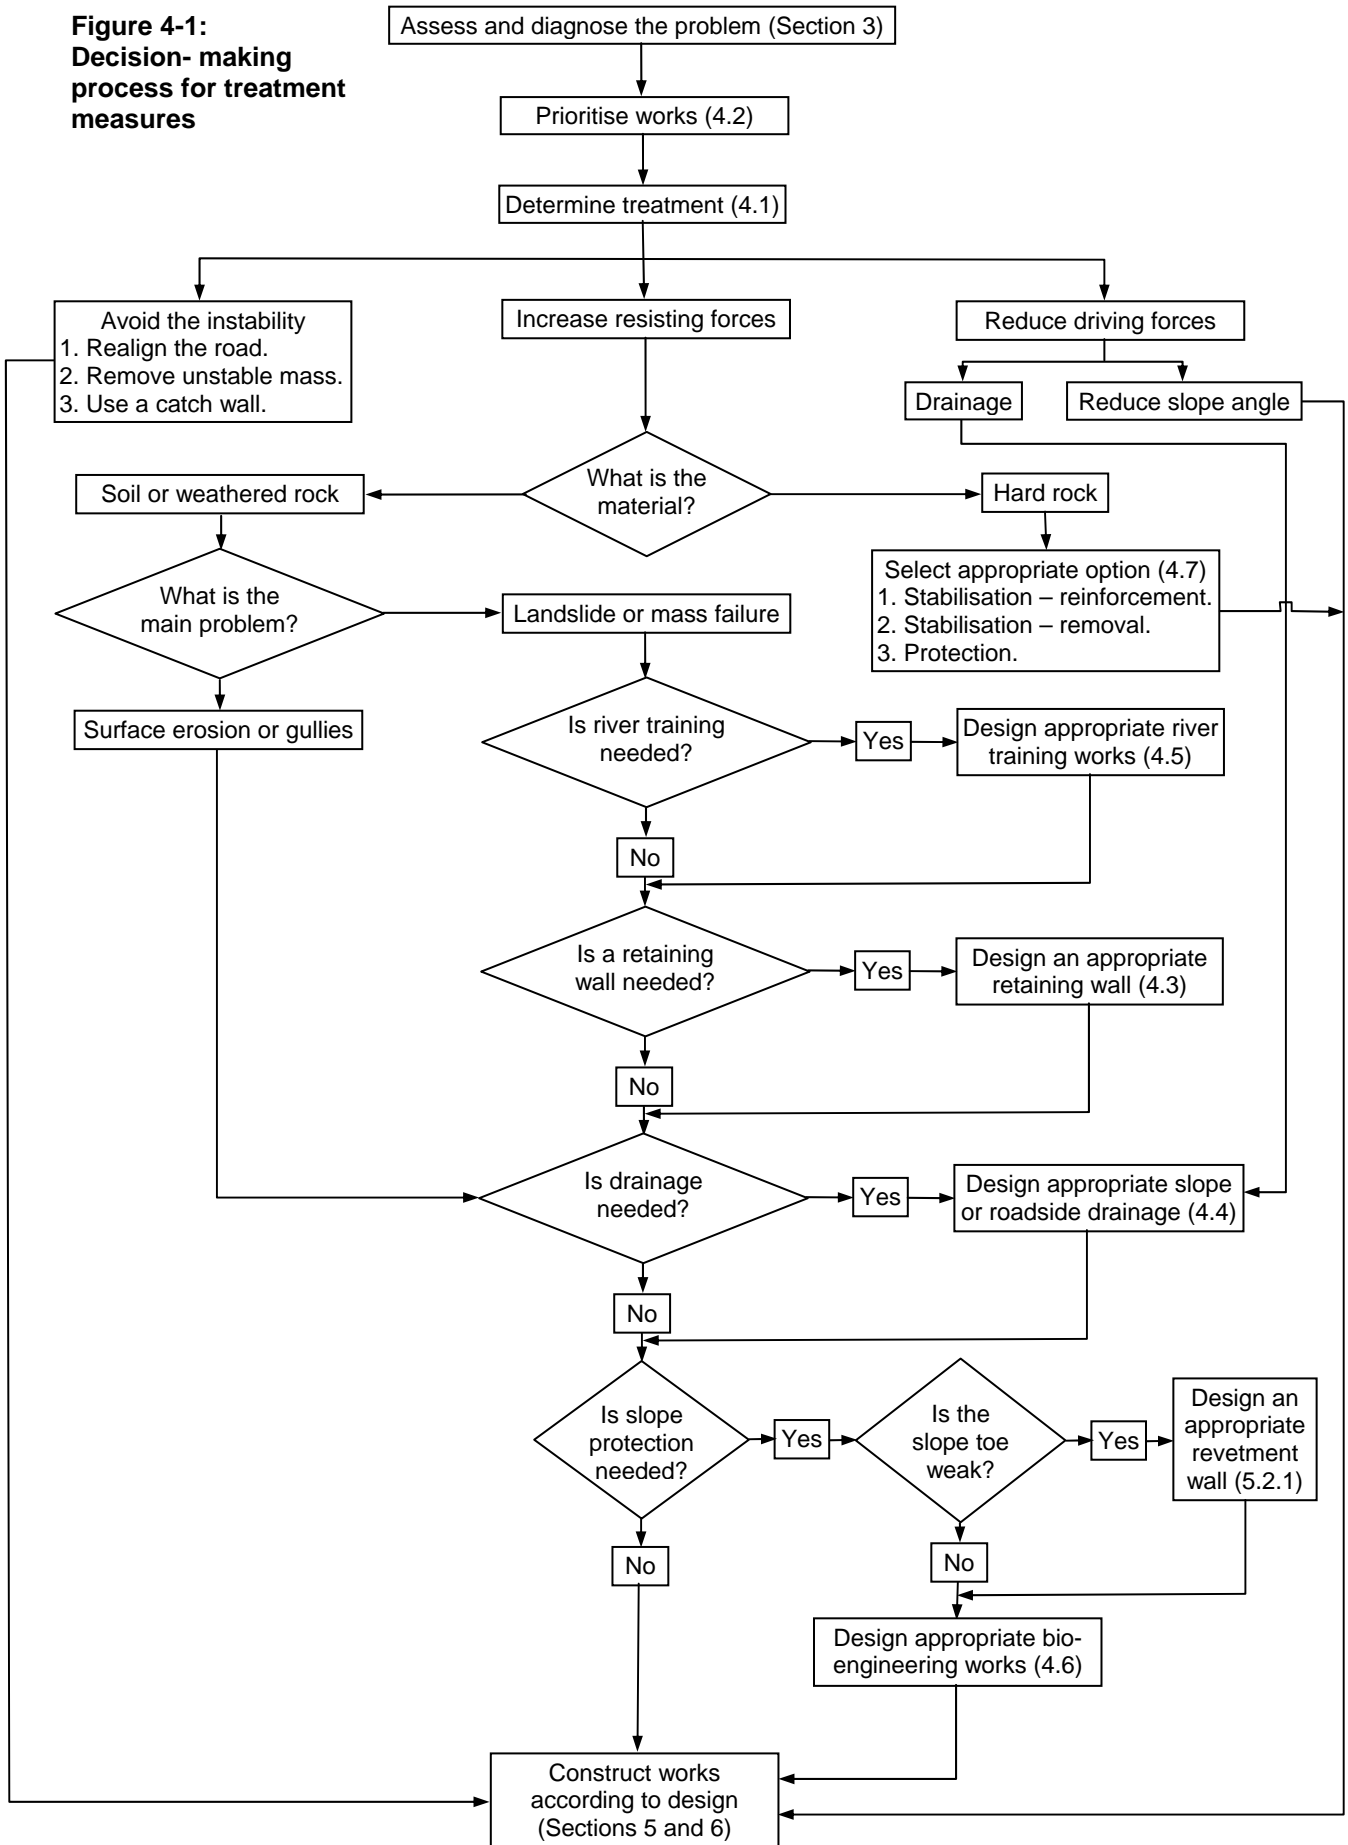 Figure 4-1:
Decision- making
process for treatment
measures
Assess and diagnose the problem (Section 3)
Prioritise works (4.2)
Determine treatment (4.1)
Avoid the instability
1. Realign the road.
2. Remove unstable mass.
3. Use a catch wall.
Increase resisting forces
Reduce driving forces
Drainage
Reduce slope angle
What is the
material?
Soil or weathered rock
Hard rock
Select appropriate option (4.7)
1. Stabilisation – reinforcement.
2. Stabilisation – removal.
3. Protection.
What is the
main problem?
Landslide or mass failure
Surface erosion or gullies
Is river training
needed?
Yes
Design appropriate river
training works (4.5)
No
Is a retaining
wall needed?
Yes
Design an appropriate
retaining wall (4.3)
No
Is drainage
needed?
Yes
Design appropriate slope
or roadside drainage (4.4)
No
Is slope
protection
needed?
Yes
Is the
slope toe
weak?
Yes
Design an
appropriate
revetment
wall (5.2.1)
No
No
Design appropriate bio-
engineering works (4.6)
Construct works
according to design
(Sections 5 and 6)